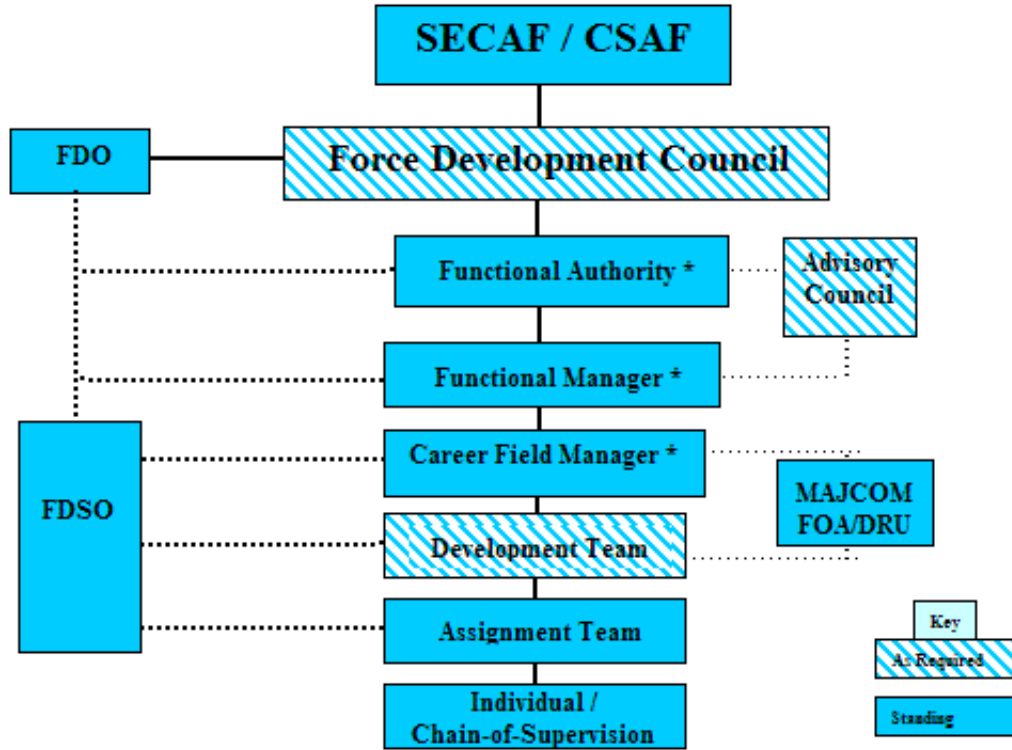 SECAF / CSAF
FDO
Force Development Council
Functional Authority *
Advisory
Council
Functional Manager *
Career Field Manager *
FDSO
MAJCOM
FOA/DRU
Development Team
Assignment Team
Key
As Required
Individual /
Chain-of-Supervision
Standing